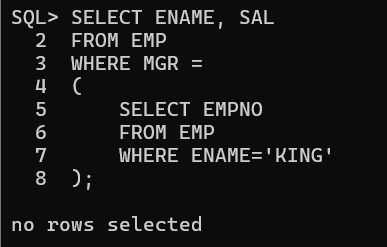 SQL> SELECT ENAME, SAL
  2  FROM EMP
  3  WHERE MGR =
  4  (
  5      SELECT EMPNO
  6      FROM EMP
  7      WHERE ENAME='KING'
  8  );

no rows selected